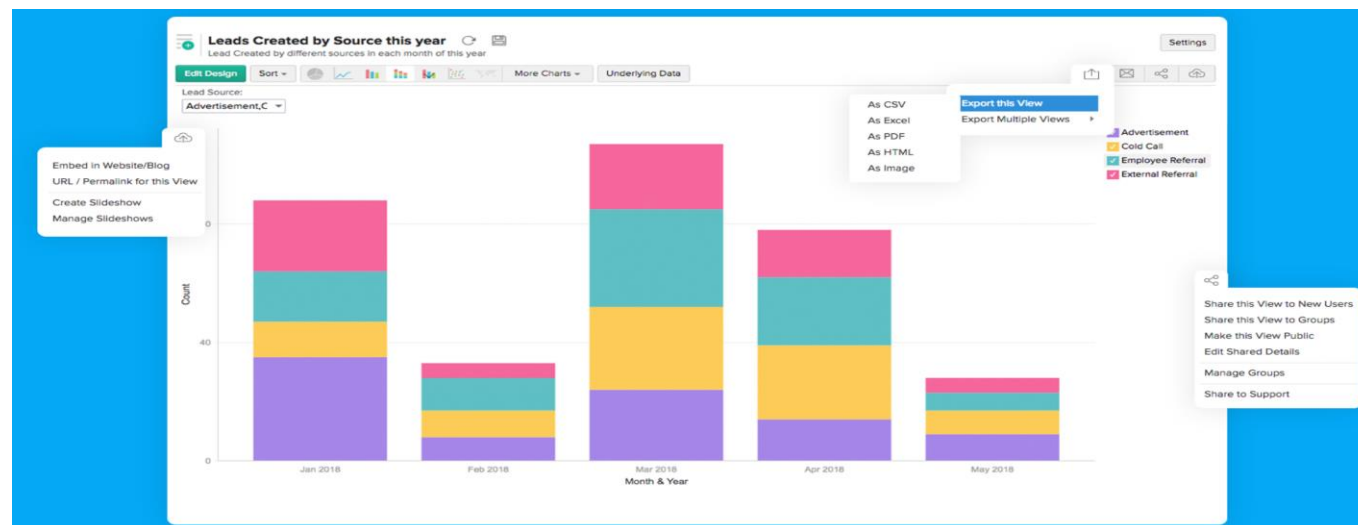 Leads Created by Source this year
Lead Created by different sources in each month of this year
Settings
Edit Design Sort More Charts Underlying Data
Lead Source:
Advertisement,C
Export this View
Export Multiple Views
As CSV
As Excel
As PDF
As HTML
As Image
Advertisement
Cold Call
Employee Referral
External Referral
Embed in Website/Blog
URL / Permalink for this View
Create Slideshow
Manage Slideshows
0
Count
40
0
Share this View to New Users
Share this View to Groups
Make this View Public
Edit Shared Details
Manage Groups
Share to Support
Jan 2018 Feb 2018 Mar 2018 Apr 2018 May 2018
Month & Year